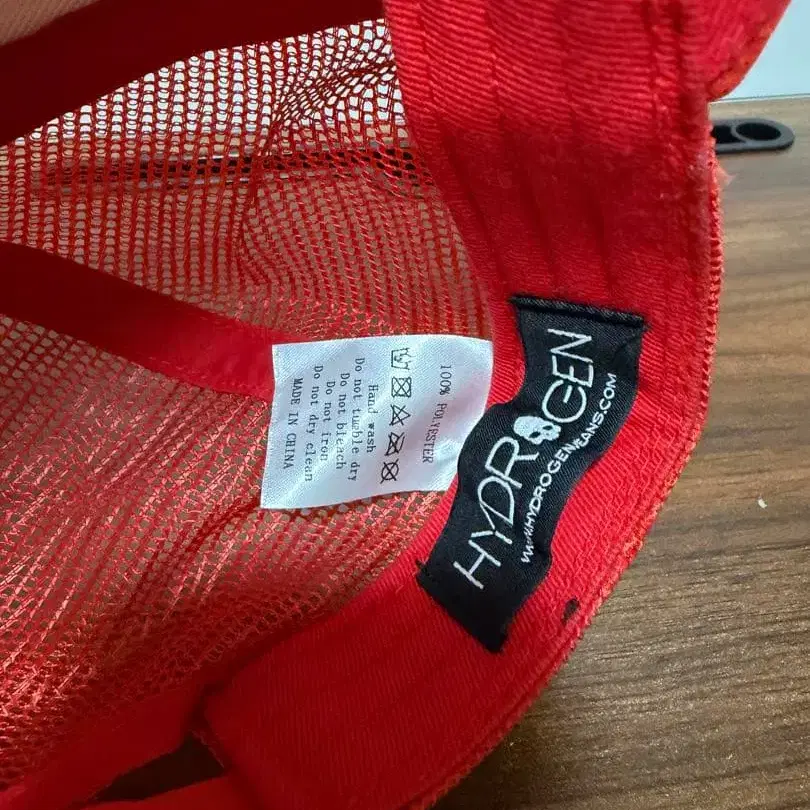 100% POLYESTER
Hand wash
Do not tumble dry
Do not bleach
Do not iron
Do not dry clean
MADE IN CHINA
HYDROGEN
WWW.HYDROGENJEANS.COM